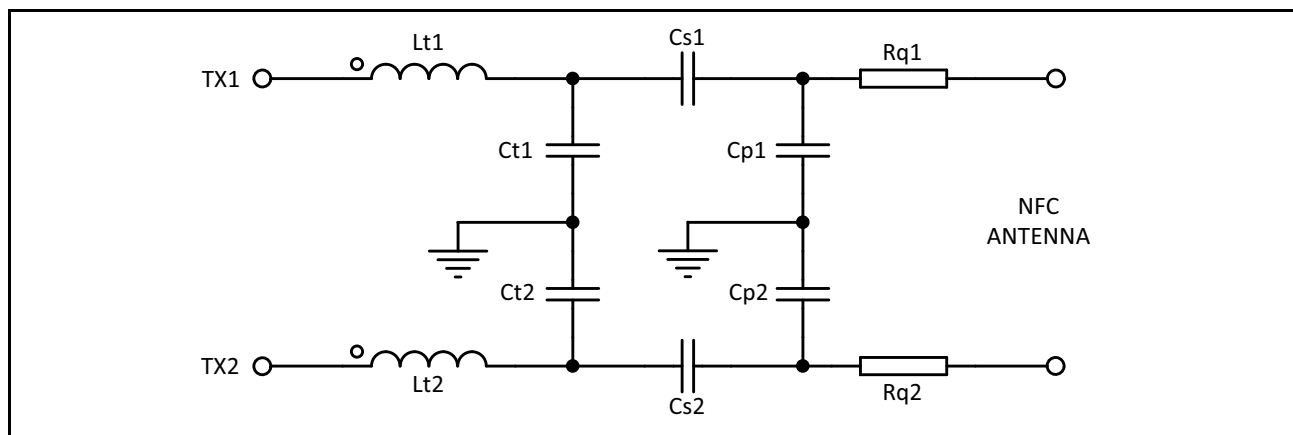 Lt1
Cs1
Rq1
TX1
Ct1
Cp1
NFC
ANTENNA
Ct2
Cp2
TX2
Lt2
Cs2
Rq2